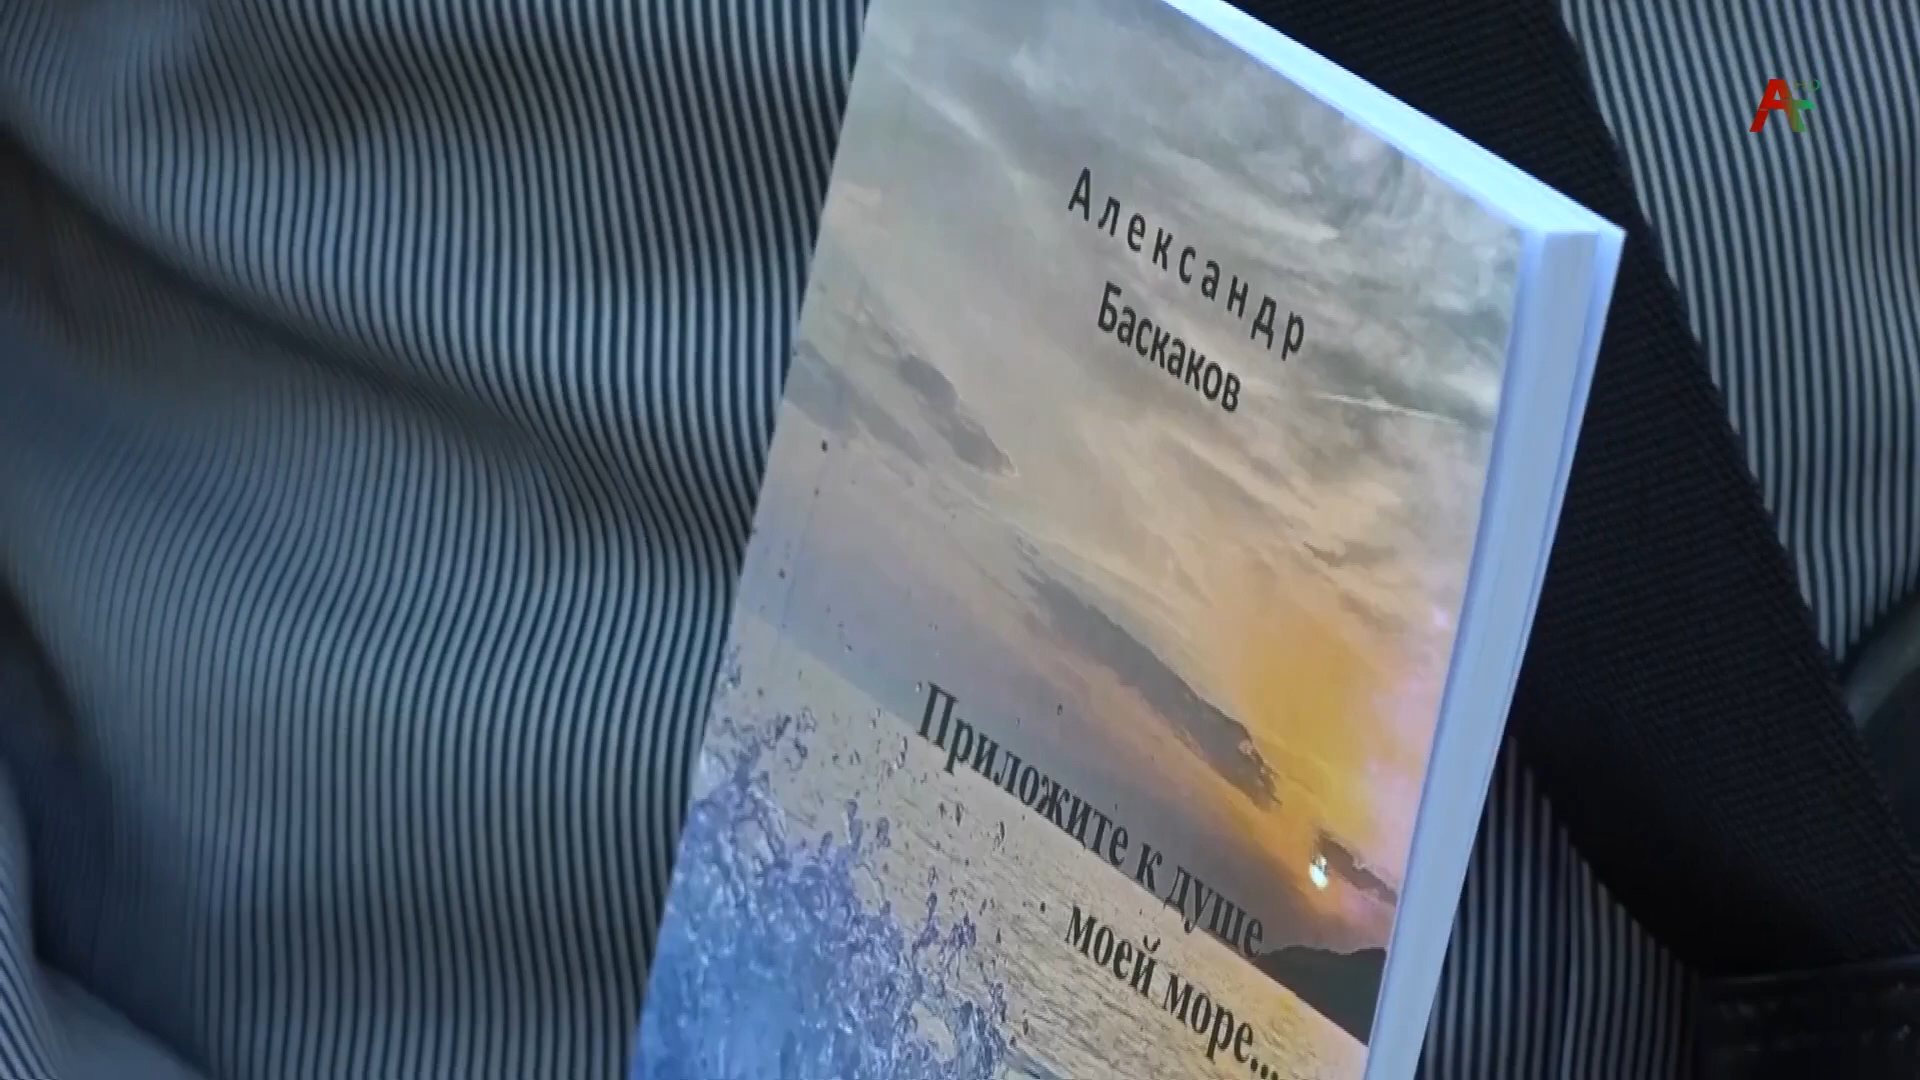 Александр
Баскаков
Приложите к душе
моей море...